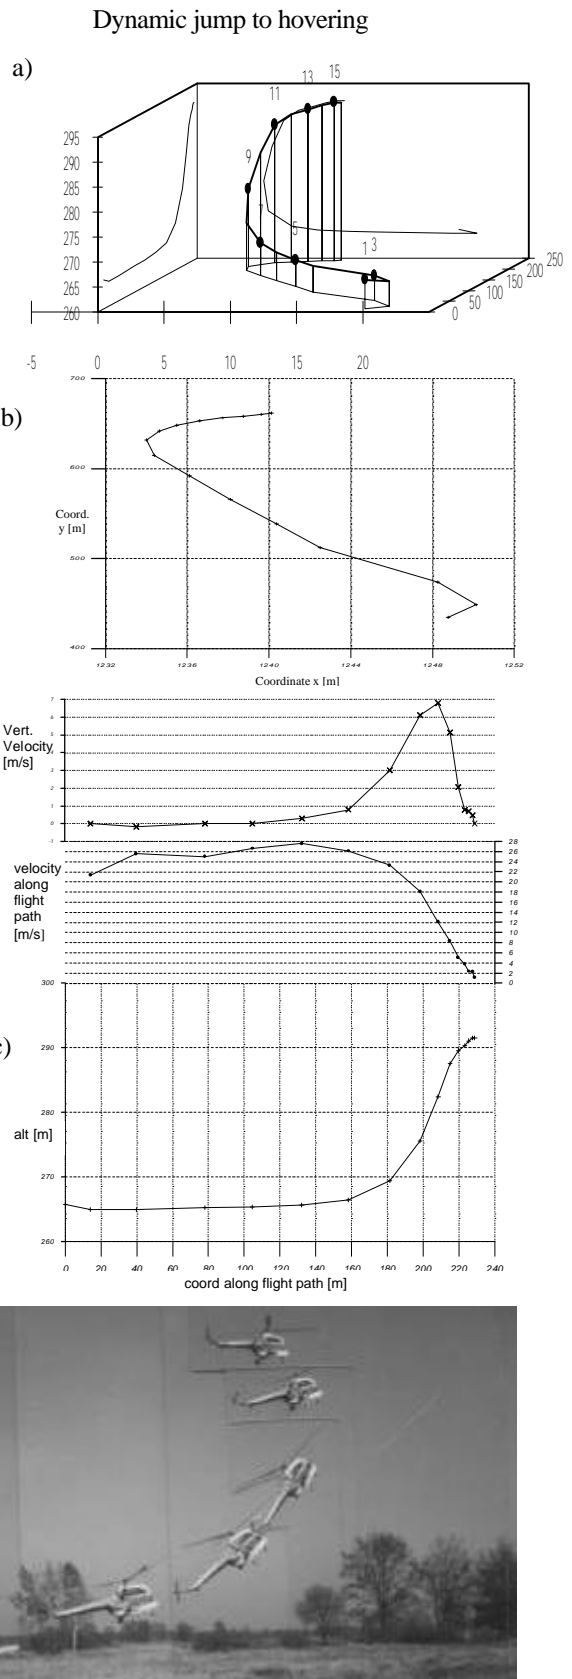 Dynamic jump to hovering
a)
15
13
11
9
7
5
1 3
295
290
285
280
275
270
265
260
250
200
150
100
50
0
-5 0 5 10 15 20
b)
700
600
500
400
Coord.
y [m]
1232 1236 1240 1244 1248 1252
Coordinate x [m]
Vert.
Velocity
[m/s]
7
6
5
4
3
2
1
0
-1
velocity
along
flight
path
[m/s]
28
26
24
22
20
18
16
14
12
10
8
6
4
2
0
c)
300
290
280
270
260
alt [m]
0 20 40 60 80 100 120 140 160 180 200 220 240
coord along flight path [m]